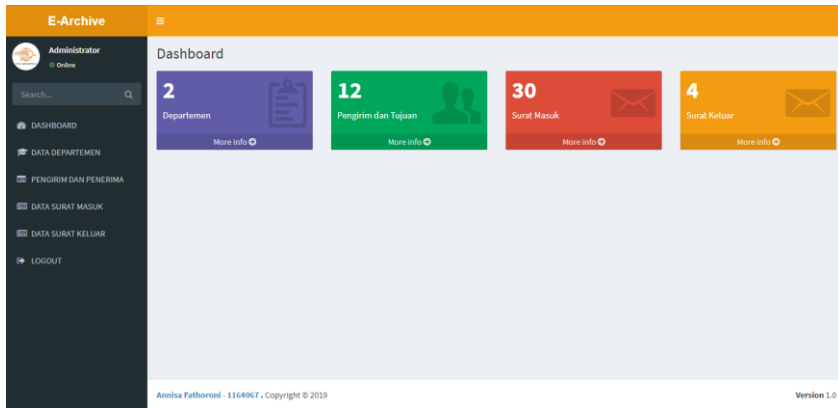 E-Archive
Administrator
Online
Search...
DASHBOARD
DATA DEPARTEMEN
PENGIRIM DAN PENERIMA
DATA SURAT MASUK
DATA SURAT KELUAR
LOGOUT
Dashboard
2
Departemen
More info
12
Pengirim dan Tujuan
More info
30
Surat Masuk
More info
4
Surat Keluar
More info
Annisa Fathoroni - 1164067 . Copyright © 2019
Version 1.0